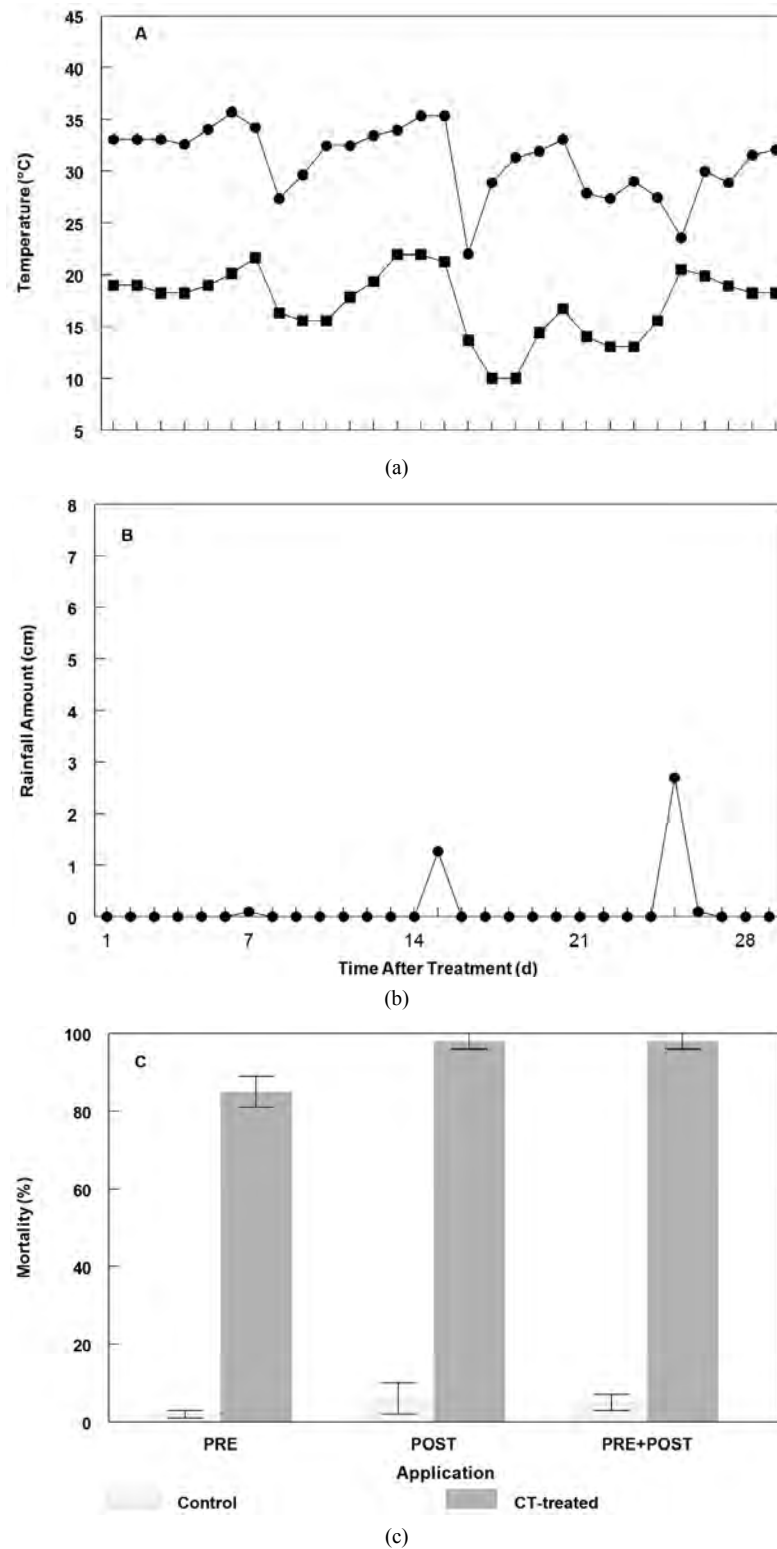 A
45
40
35
30
25
20
15
10
5
Temperature (°C)
(a)
B
8
7
6
5
4
3
2
1
0
Rainfall Amount (cm)
1 7 14 21 28
Time After Treatment (d)
(b)
C
100
80
60
40
20
0
Mortality (%)
PRE POST PRE+POST
Application
Control CT-treated
(c)